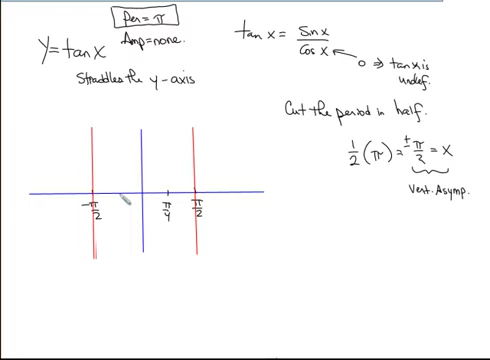 Per = π
Y = tan x
Amp = none.
Straddles the y-axis
tan x = sin x / cos x
0 ⇒ tan x is undef.
Cut the period in half.
1/2 (π) = ± π/2 = x
Vert. Asymp.
-π/2 π/4 π/2